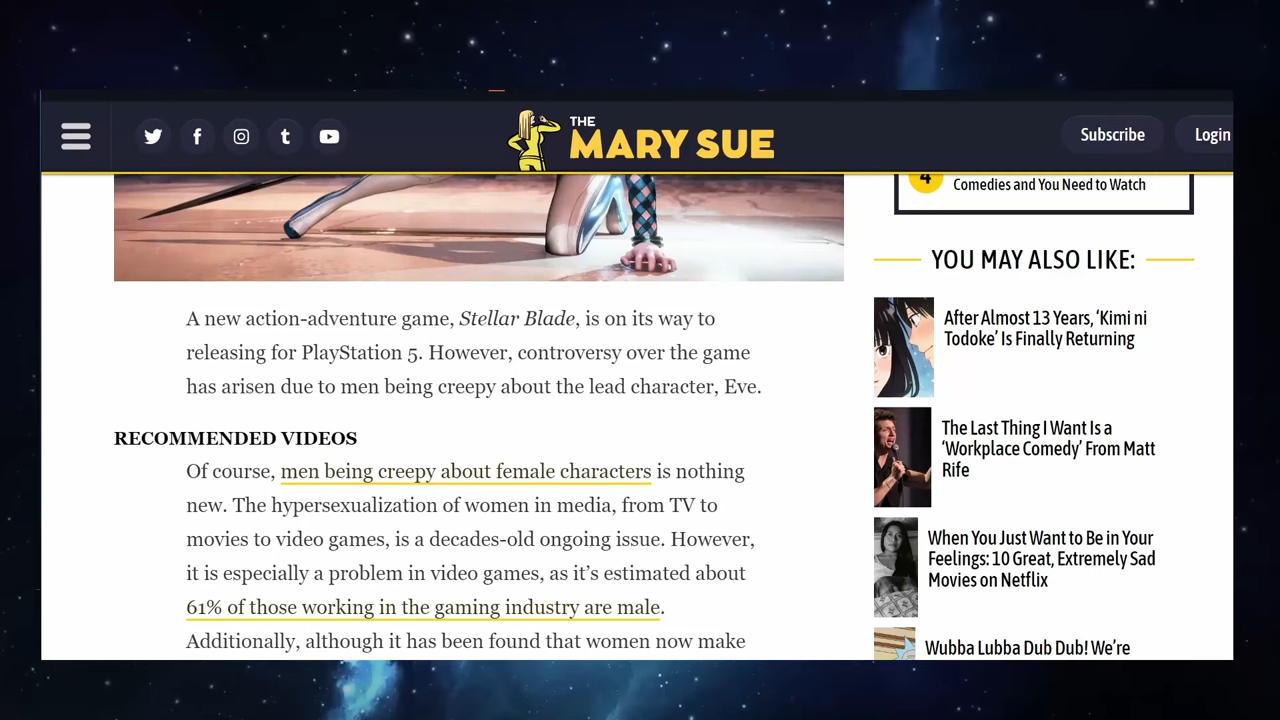 THE
MARY SUE
Subscribe
Login
A new action-adventure game, Stellar Blade, is on its way to
releasing for PlayStation 5. However, controversy over the game
has arisen due to men being creepy about the lead character, Eve.
RECOMMENDED VIDEOS
Of course, men being creepy about female characters is nothing
new. The hypersexualization of women in media, from TV to
movies to video games, is a decades-old ongoing issue. However,
it is especially a problem in video games, as it's estimated about
61% of those working in the gaming industry are male.
Additionally, although it has been found that women now make
4
Comedies and You Need to Watch
YOU MAY ALSO LIKE:
After Almost 13 Years, 'Kimi ni
Todoke' Is Finally Returning
The Last Thing I Want Is a
'Workplace Comedy' From Matt
Rife
When You Just Want to Be in Your
Feelings: 10 Great, Extremely Sad
Movies on Netflix
Wubba Lubba Dub Dub! We're